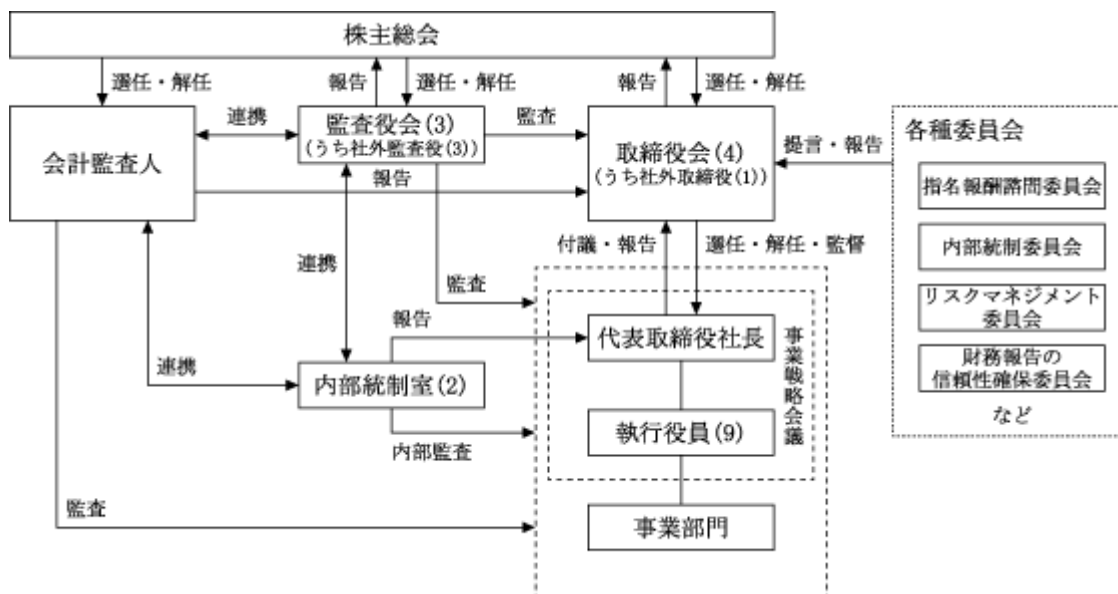 株主総会
選任・解任
報告
選任・解任
報告
選任・解任
会計監査人
連携
監査役会(3)
(うち社外監査役(3))
監査
取締役会(4)
(うち社外取締役(1))
提言・報告
各種委員会
指名報酬諮問委員会
内部統制委員会
リスクマネジメント
委員会
財務報告の
信頼性確保委員会
など
報告
連携
監査
付議・報告
選任・解任・監督
報告
代表取締役社長
事業戦略会議
連携
内部統制室(2)
内部監査
執行役員(9)
監査
事業部門